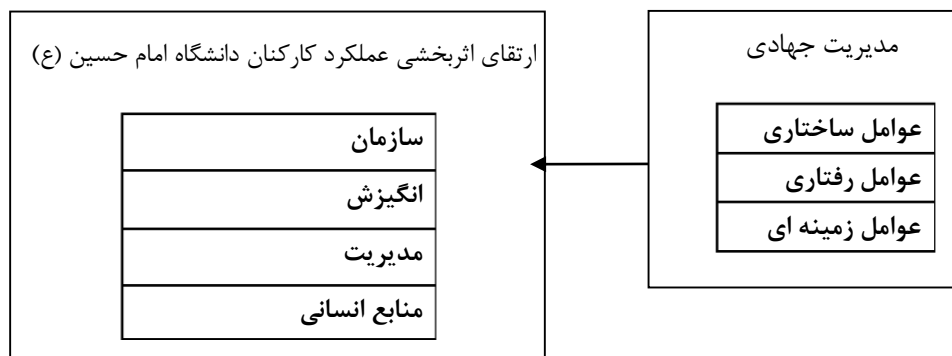 مدیریت جهادی
عوامل ساختاری
عوامل رفتاری
عوامل زمینه ای
ارتقای اثربخشی عملکرد کارکنان دانشگاه امام حسین (ع)
سازمان
انگیزش
مدیریت
منابع انسانی